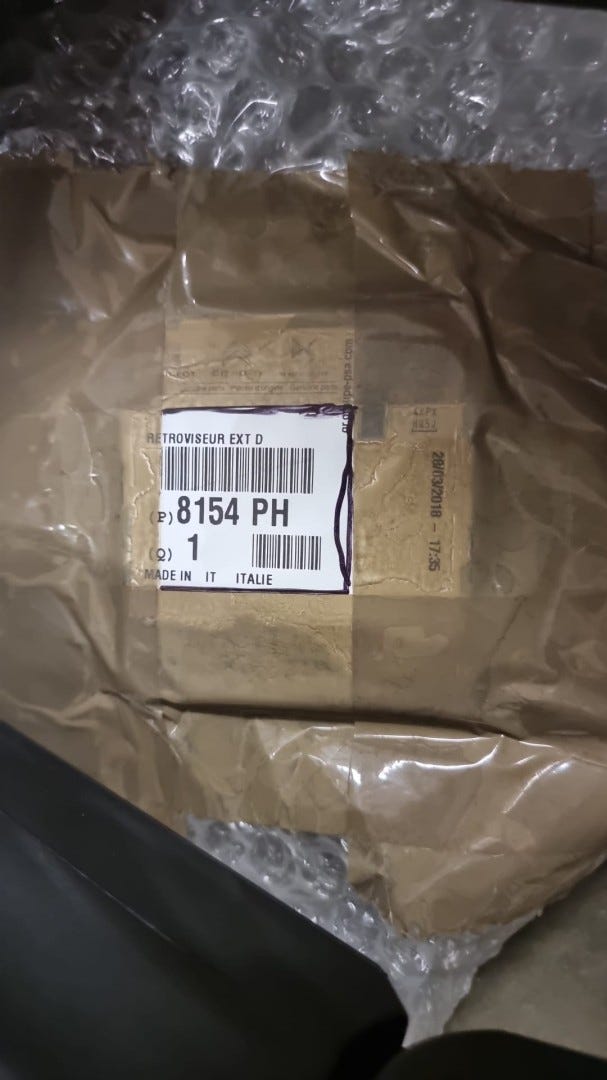 RETROVISEUR EXT D
(P) 8154 PH
(Q) 1
MADE IN IT ITALIE
28/03/2018 - 17:35